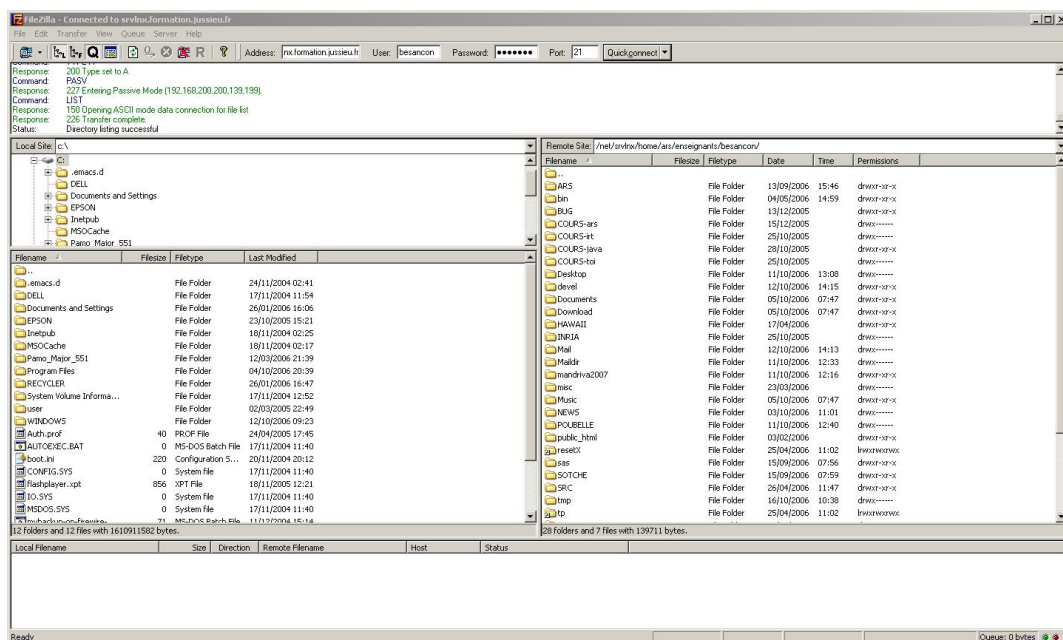 FileZilla - Connected to srvlnx.formation.jussieu.fr
File Edit Transfer View Queue Server Help
Address: nx.formation.jussieu.fr User: besancon Password: ●●●●●●● Port: 21 Quickconnect
Response: 200 Type set to A
Command: PASV
Response: 227 Entering Passive Mode (192,168,200,200,139,199).
Command: LIST
Response: 150 Opening ASCII mode data connection for file list
Response: 226 Transfer complete.
Status: Directory listing successful
Local Site: c:\
C:
.emacs.d
DELL
Documents and Settings
EPSON
Inetpub
MSOCache
Pamo_Major_551
Filename Filesize Filetype Last Modified
..
.emacs.d File Folder 24/11/2004 02:41
DELL File Folder 17/11/2004 11:54
Documents and Settings File Folder 26/01/2006 16:06
EPSON File Folder 23/10/2005 15:21
Inetpub File Folder 18/11/2004 02:25
MSOCache File Folder 18/11/2004 02:17
Pamo_Major_551 File Folder 12/03/2006 21:39
Program Files File Folder 04/10/2006 20:39
RECYCLER File Folder 26/01/2006 16:47
System Volume Informa... File Folder 17/11/2004 12:52
user File Folder 02/03/2005 22:49
WINDOWS File Folder 12/10/2006 09:23
Auth.prof 40 PROF File 24/04/2005 17:45
AUTOEXEC.BAT 0 MS-DOS Batch File 17/11/2004 11:40
boot.ini 220 Configuration S... 20/11/2004 20:12
CONFIG.SYS 0 System file 17/11/2004 11:40
flashplayer.xpt 856 XPT File 18/11/2005 12:21
IO.SYS 0 System file 17/11/2004 11:40
MSDOS.SYS 0 System file 17/11/2004 11:40
mybackup-on-firewire- 71 MS-DOS Batch File 11/12/2004 15:14
12 folders and 12 files with 1610911582 bytes.
Remote Site: /net/srvlnx/home/ars/enseignants/besancon/
Filename Filesize Filetype Date Time Permissions
..
ARS File Folder 13/09/2006 15:46 drwxr-xr-x
bin File Folder 04/05/2006 14:59 drwxr-xr-x
BUG File Folder 13/12/2005 drwxr-xr-x
COURS-ars File Folder 15/12/2005 drwx------
COURS-irt File Folder 25/10/2005 drwx------
COURS-java File Folder 28/10/2005 drwxr-xr-x
COURS-toi File Folder 25/10/2005 drwx------
Desktop File Folder 11/10/2006 13:08 drwx------
devel File Folder 12/10/2006 14:15 drwxr-xr-x
Documents File Folder 05/10/2006 07:47 drwxr-xr-x
Download File Folder 05/10/2006 07:47 drwxr-xr-x
HAWAII File Folder 17/04/2006 drwxr-xr-x
INRIA File Folder 25/10/2005 drwx------
Mail File Folder 12/10/2006 14:13 drwx------
Maildir File Folder 11/10/2006 12:33 drwx------
mandriva2007 File Folder 11/10/2006 12:16 drwxr-xr-x
misc File Folder 23/03/2006 drwx------
Music File Folder 05/10/2006 07:47 drwxr-xr-x
NEWS File Folder 03/10/2006 11:01 drwx------
POUBELLE File Folder 11/10/2006 12:40 drwx------
public_html File Folder 03/02/2006 drwxr-xr-x
resetX File Folder 25/04/2006 11:02 lrwxrwxrwx
sas File Folder 15/09/2006 07:56 drwxr-xr-x
SOTCHE File Folder 15/09/2006 07:59 drwxr-xr-x
SRC File Folder 26/04/2006 11:47 drwxr-xr-x
tmp File Folder 16/10/2006 10:38 drwx------
tp File Folder 25/04/2006 11:02 lrwxrwxrwx
28 folders and 7 files with 139711 bytes.
Local Filename Size Direction Remote Filename Host Status
Ready Queue: 0 bytes